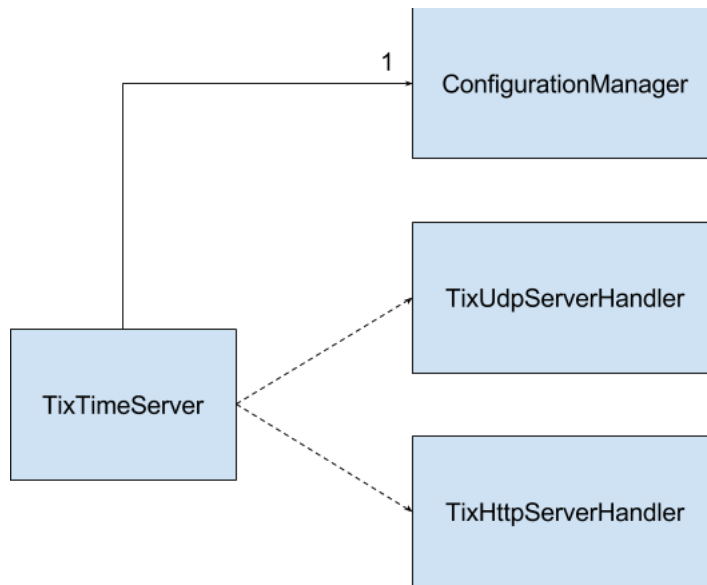 1
ConfigurationManager
TixUdpServerHandler
TixTimeServer
TixHttpServerHandler